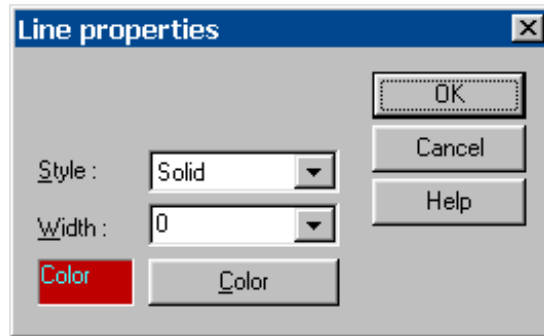 Line properties
OK
Cancel
Style : Solid
Help
Width : 0
Color Color